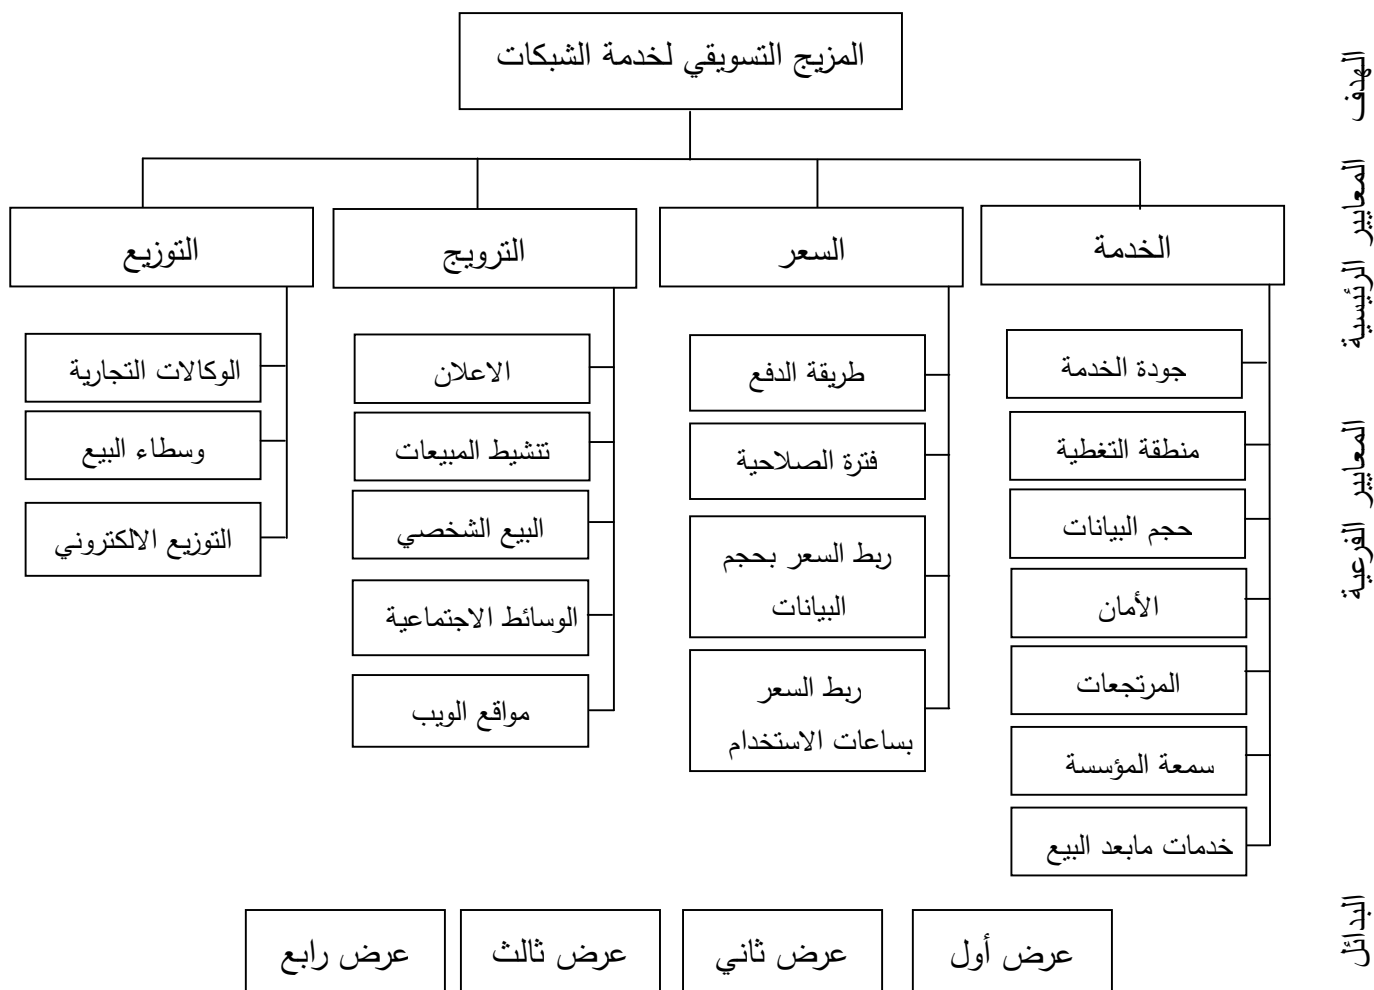 المزيج التسويقي لخدمة الشبكات
الهدف
المعايير الرئيسية
الخدمة
السعر
الترويج
التوزيع
المعايير الفرعية
جودة الخدمة
منطقة التغطية
حجم البيانات
الأمان
المرتجعات
سمعة المؤسسة
خدمات مابعد البيع
طريقة الدفع
فترة الصلاحية
ربط السعر بحجم
البيانات
ربط السعر
بساعات الاستخدام
الاعلان
تنشيط المبيعات
البيع الشخصي
الوسائط الاجتماعية
مواقع الويب
الوكالات التجارية
وسطاء البيع
التوزيع الالكتروني
البدائل
عرض أول
عرض ثاني
عرض ثالث
عرض رابع